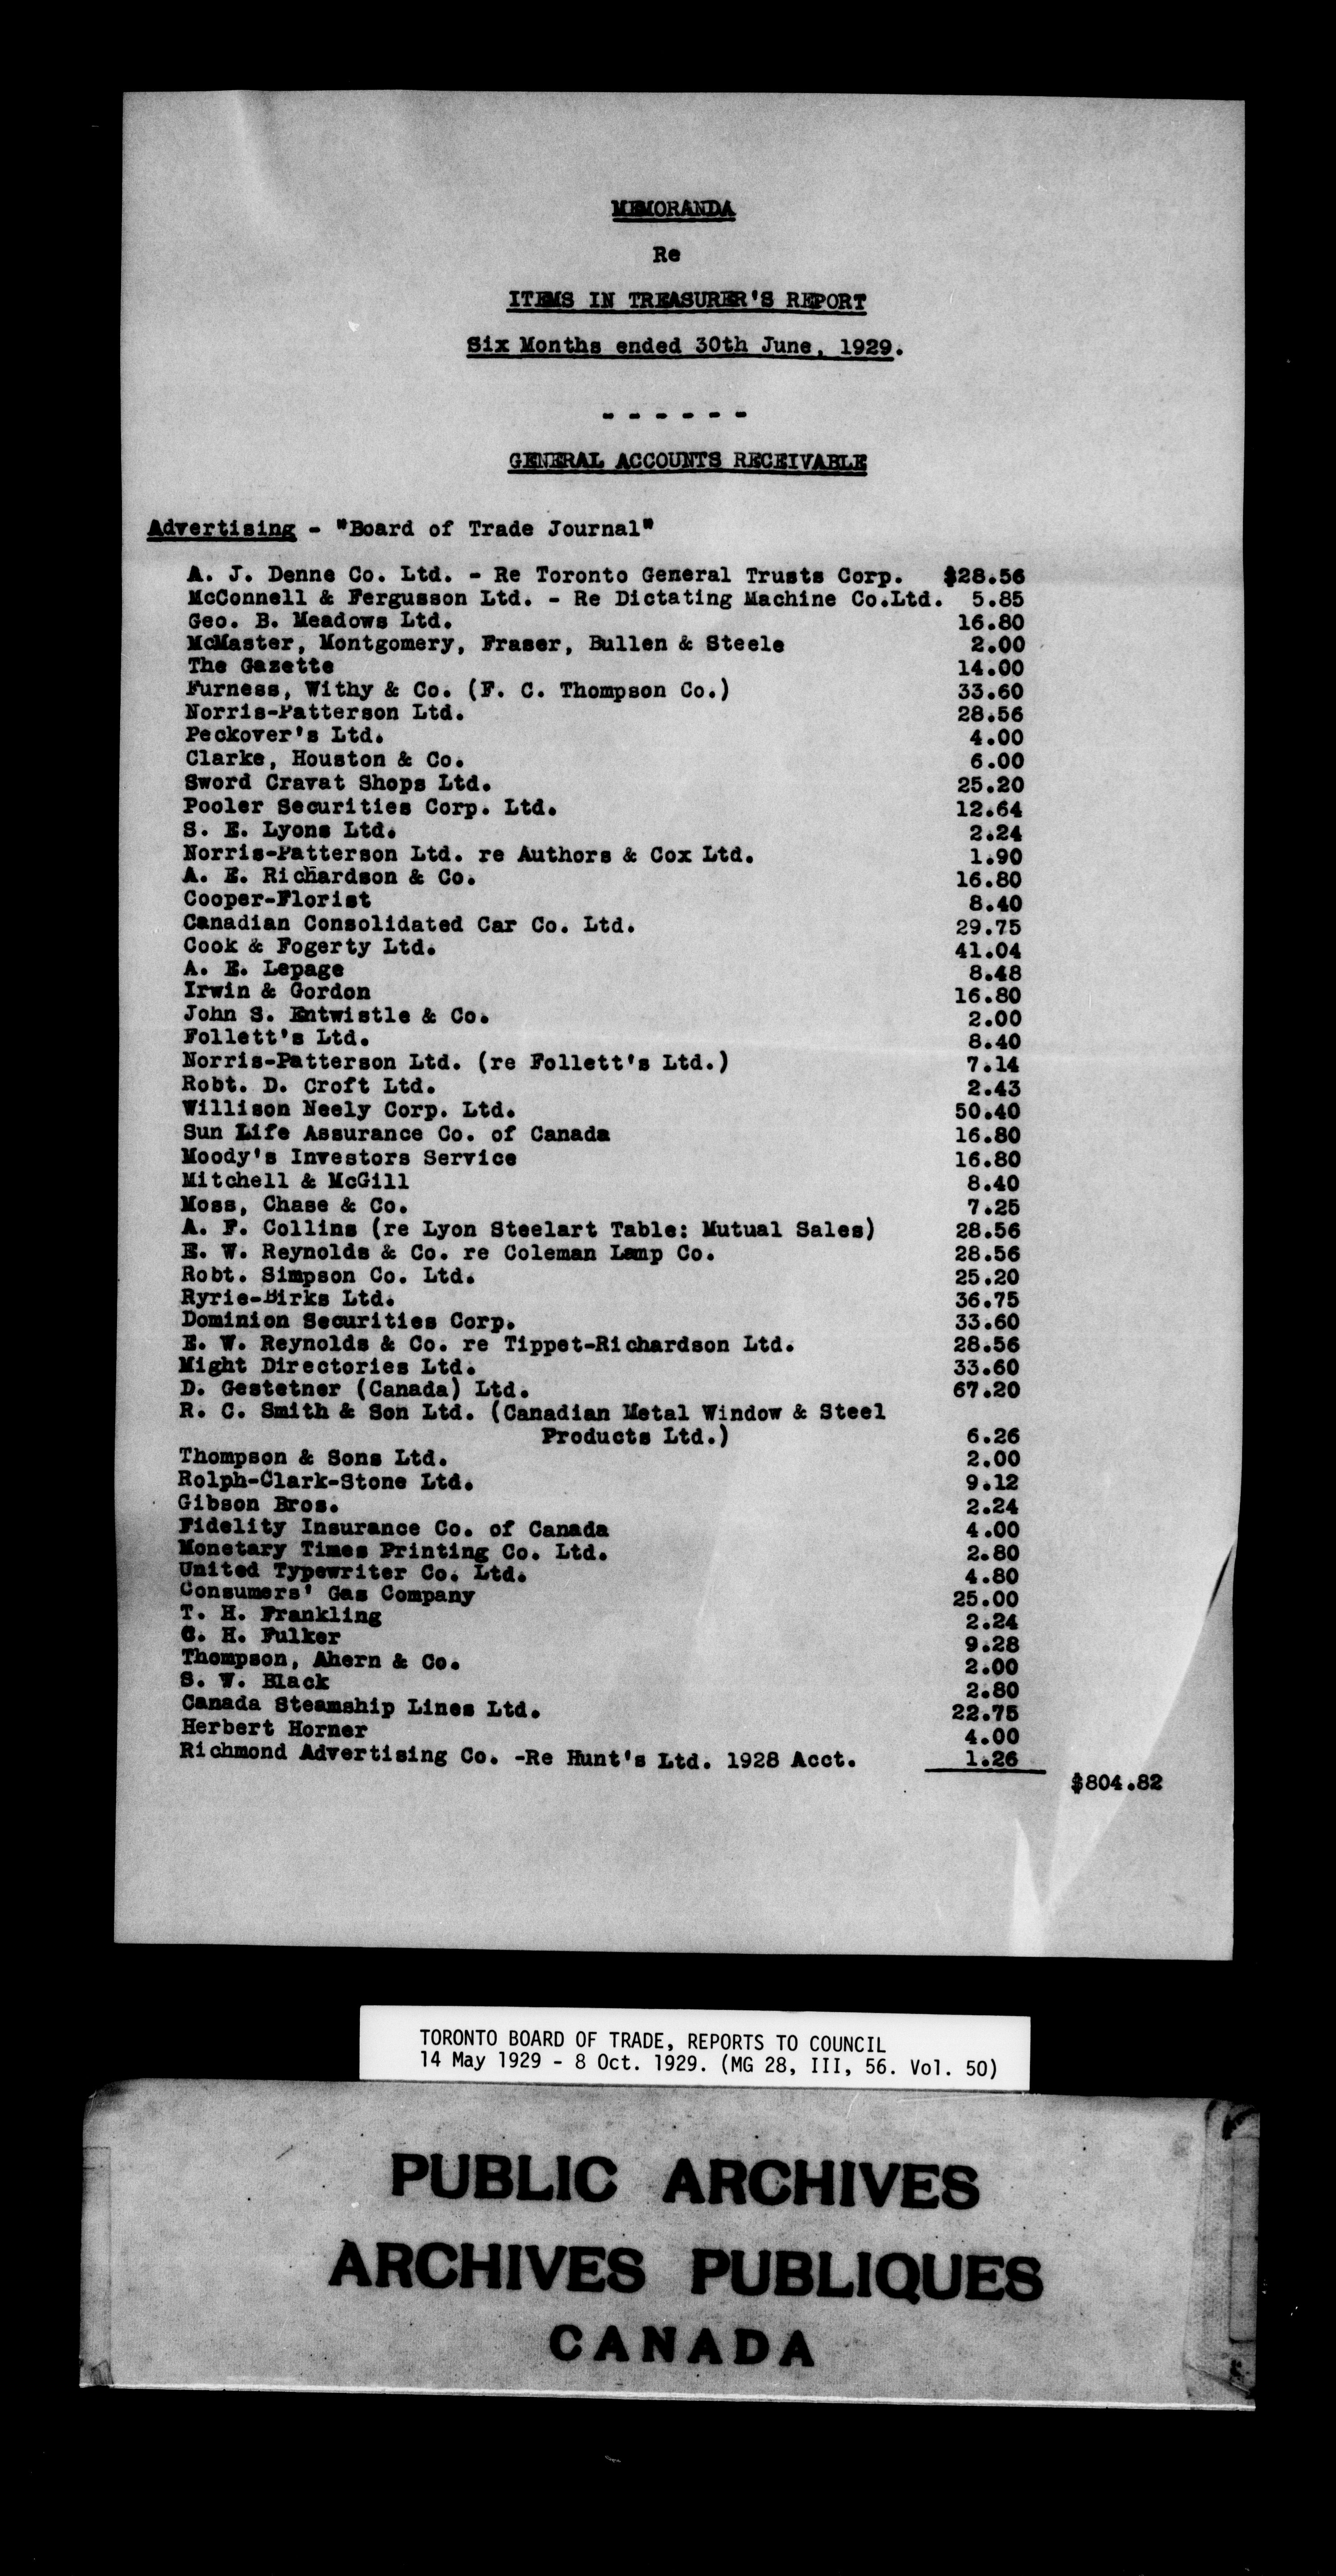 MEMORANDA
Re
ITEMS IN TREASURER'S REPORT
Six Months ended 30th June, 1929.
- - - - - -
GENERAL ACCOUNTS RECEIVABLE
Advertising - "Board of Trade Journal"
A. J. Denne Co. Ltd. - Re Toronto General Trusts Corp. $28.56
McConnell & Fergusson Ltd. - Re Dictating Machine Co.Ltd. 5.85
Geo. B. Meadows Ltd. 16.80
McMaster, Montgomery, Fraser, Bullen & Steele 2.00
The Gazette 14.00
Furness, Withy & Co. (F. C. Thompson Co.) 33.60
Norris-Patterson Ltd. 28.56
Peckover's Ltd. 4.00
Clarke, Houston & Co. 6.00
Sword Cravat Shops Ltd. 25.20
Pooler Securities Corp. Ltd. 12.64
S. E. Lyons Ltd. 2.24
Norris-Patterson Ltd. re Authors & Cox Ltd. 1.90
A. E. Richardson & Co. 16.80
Cooper-Florist 8.40
Canadian Consolidated Car Co. Ltd. 29.75
Cook & Fogerty Ltd. 41.04
A. E. Lepage 8.48
Irwin & Gordon 16.80
John S. Entwistle & Co. 2.00
Follett's Ltd. 8.40
Norris-Patterson Ltd. (re Follett's Ltd.) 7.14
Robt. D. Croft Ltd. 2.43
Willison Neely Corp. Ltd. 50.40
Sun Life Assurance Co. of Canada 16.80
Moody's Investors Service 16.80
Mitchell & McGill 8.40
Moss, Chase & Co. 7.25
A. F. Collins (re Lyon Steelart Table: Mutual Sales) 28.56
E. W. Reynolds & Co. re Coleman Lamp Co. 28.56
Robt. Simpson Co. Ltd. 25.20
Ryrie-Birks Ltd. 36.75
Dominion Securities Corp. 33.60
E. W. Reynolds & Co. re Tippet-Richardson Ltd. 28.56
Might Directories Ltd. 33.60
D. Gestetner (Canada) Ltd. 67.20
R. C. Smith & Son Ltd. (Canadian Metal Window & Steel
Products Ltd.) 6.26
Thompson & Sons Ltd. 2.00
Rolph-Clark-Stone Ltd. 9.12
Gibson Bros. 2.24
Fidelity Insurance Co. of Canada 4.00
Monetary Times Printing Co. Ltd. 2.80
United Typewriter Co. Ltd. 4.80
Consumers' Gas Company 25.00
T. H. Frankling 2.24
C. H. Fulker 9.28
Thompson, Ahern & Co. 2.00
S. W. Black 2.80
Canada Steamship Lines Ltd. 22.75
Herbert Horner 4.00
Richmond Advertising Co. -Re Hunt's Ltd. 1928 Acct. 1.26
$804.82
TORONTO BOARD OF TRADE, REPORTS TO COUNCIL
14 May 1929 - 8 Oct. 1929. (MG 28, III, 56. Vol. 50)
PUBLIC ARCHIVES
ARCHIVES PUBLIQUES
CANADA